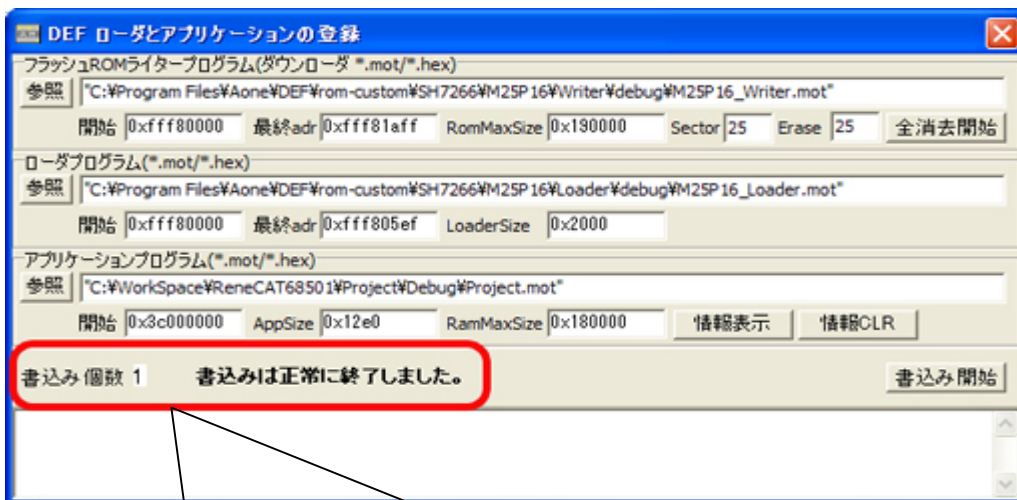 DEF ローダとアプリケーションの登録
フラッシュROMライタープログラム(ダウンローダ *.mot/*.hex)
参照 "C:¥Program Files¥Aone¥DEF¥rom-custom¥SH7266¥M25P16¥Writer¥debug¥M25P16_Writer.mot"
開始 0xfff80000 最終adr 0xfff81aff RomMaxSize 0x190000 Sector 25 Erase 25 全消去開始
ローダプログラム(*.mot/*.hex)
参照 "C:¥Program Files¥Aone¥DEF¥rom-custom¥SH7266¥M25P16¥Loader¥debug¥M25P16_Loader.mot"
開始 0xfff80000 最終adr 0xfff805ef LoaderSize 0x2000
アプリケーションプログラム(*.mot/*.hex)
参照 "C:¥WorkSpace¥ReneCAT68501¥Project¥Debug¥Project.mot"
開始 0x3c000000 AppSize 0x12e0 RamMaxSize 0x180000 情報表示 情報CLR
書込み個数 1 書込みは正常に終了しました。 書込み開始